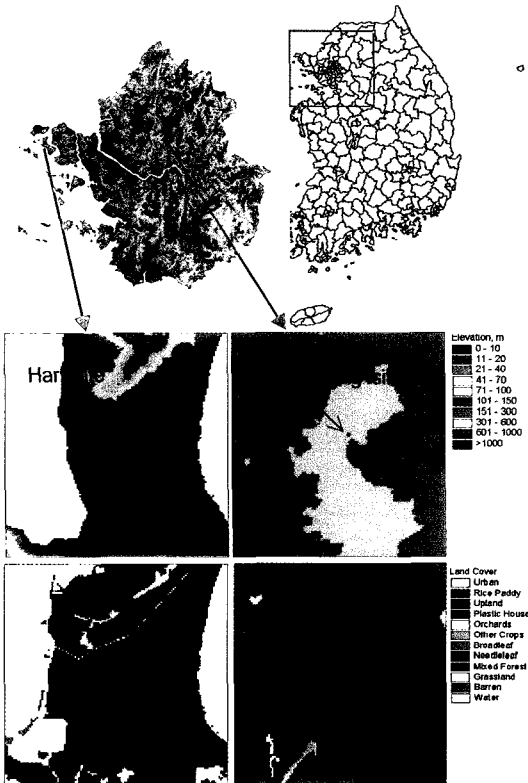 Elevation, m
0 - 10
11 - 20
21 - 40
41 - 70
71 - 100
101 - 150
151 - 300
301 - 600
601 - 1000
>1000
Land Cover
Urban
Rice Paddy
Upland
Plastic House
Orchards
Other Crops
Broadleaf
Needleleaf
Mixed Forest
Grassland
Barren
Water